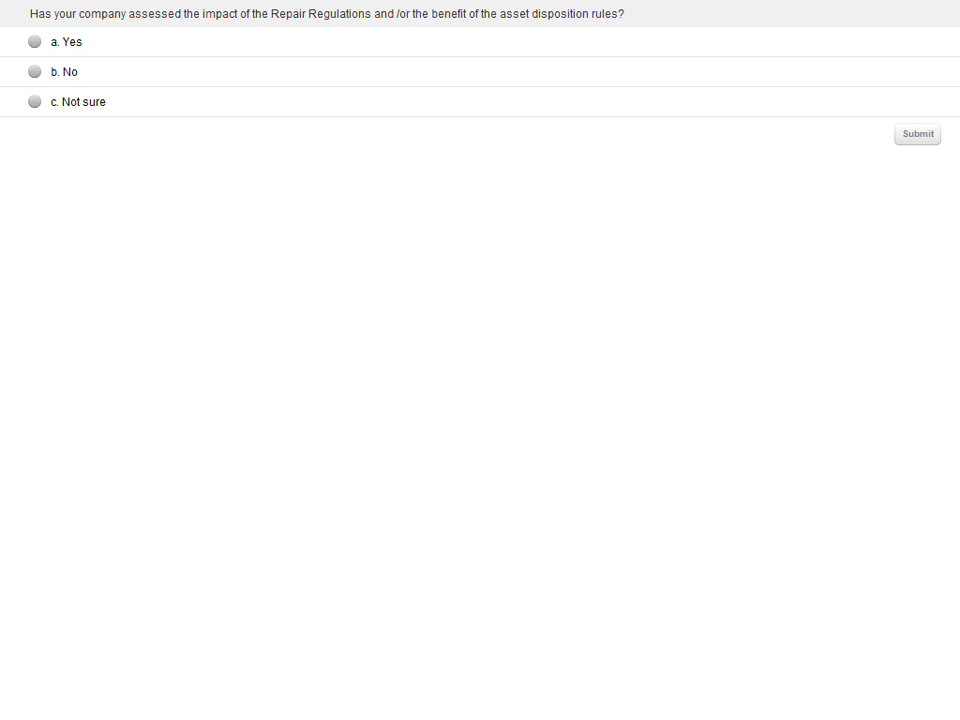 Has your company assessed the impact of the Repair Regulations and /or the benefit of the asset disposition rules?
a. Yes
b. No
c. Not sure
Submit